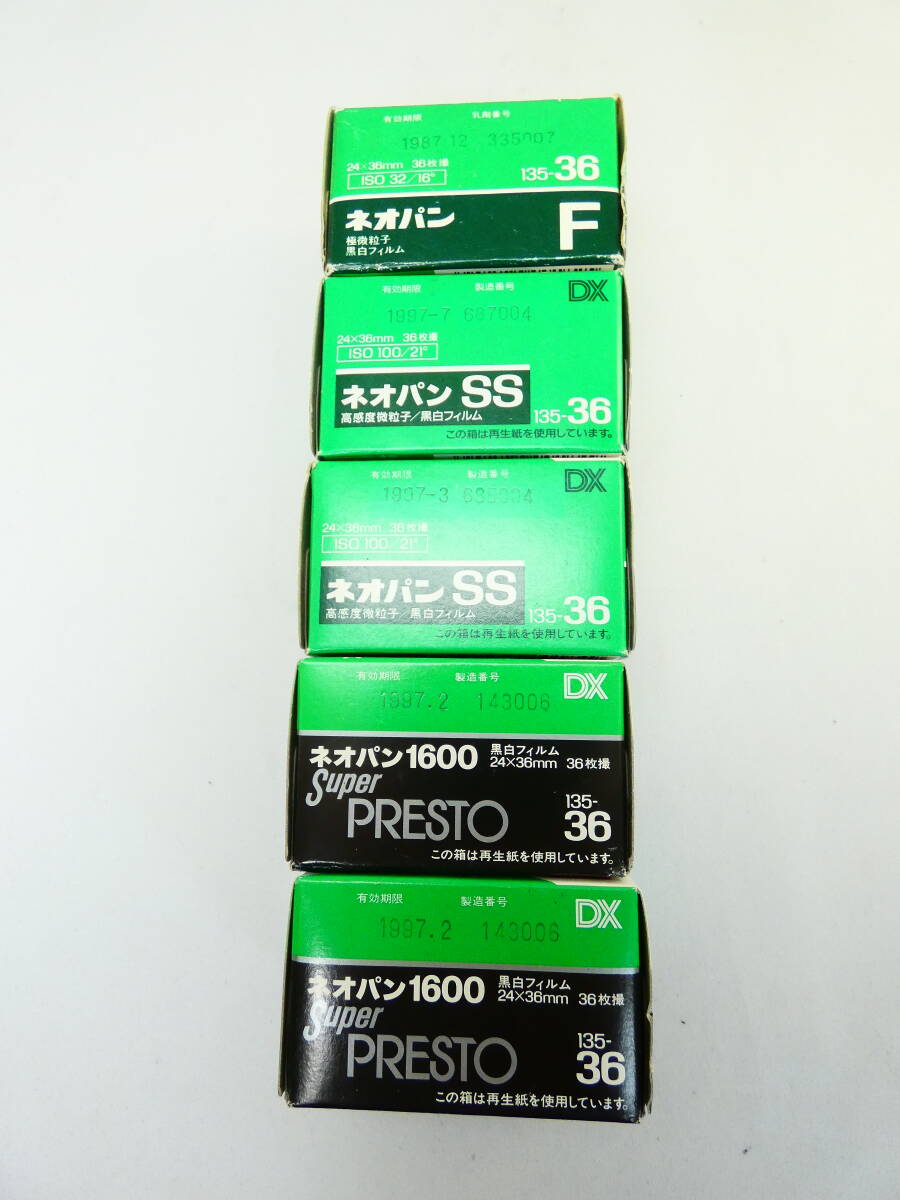 有効期限 乳剤番号
1987.12 335007
24×36mm 36枚撮
ISO 32/16°
135-36
ネオパン
極微粒子
黒白フィルム
F
有効期限 製造番号
DX
1997-7 687004
24×36mm 36枚撮
ISO 100/21°
ネオパン SS
高感度微粒子/黒白フィルム
135-36
この箱は再生紙を使用しています。
有効期限 製造番号
DX
1997-3
24×36mm 36枚撮
ISO 100/21°
ネオパン SS
高感度微粒子/黒白フィルム
135-36
この箱は再生紙を使用しています。
有効期限 製造番号
DX
1997.2 143006
ネオパン1600 黒白フィルム
24×36mm 36枚撮
Super
PRESTO
135-
36
この箱は再生紙を使用しています。
有効期限 製造番号
DX
1997.2 143006
ネオパン1600 黒白フィルム
24×36mm 36枚撮
Super
PRESTO
135-
36
この箱は再生紙を使用しています。